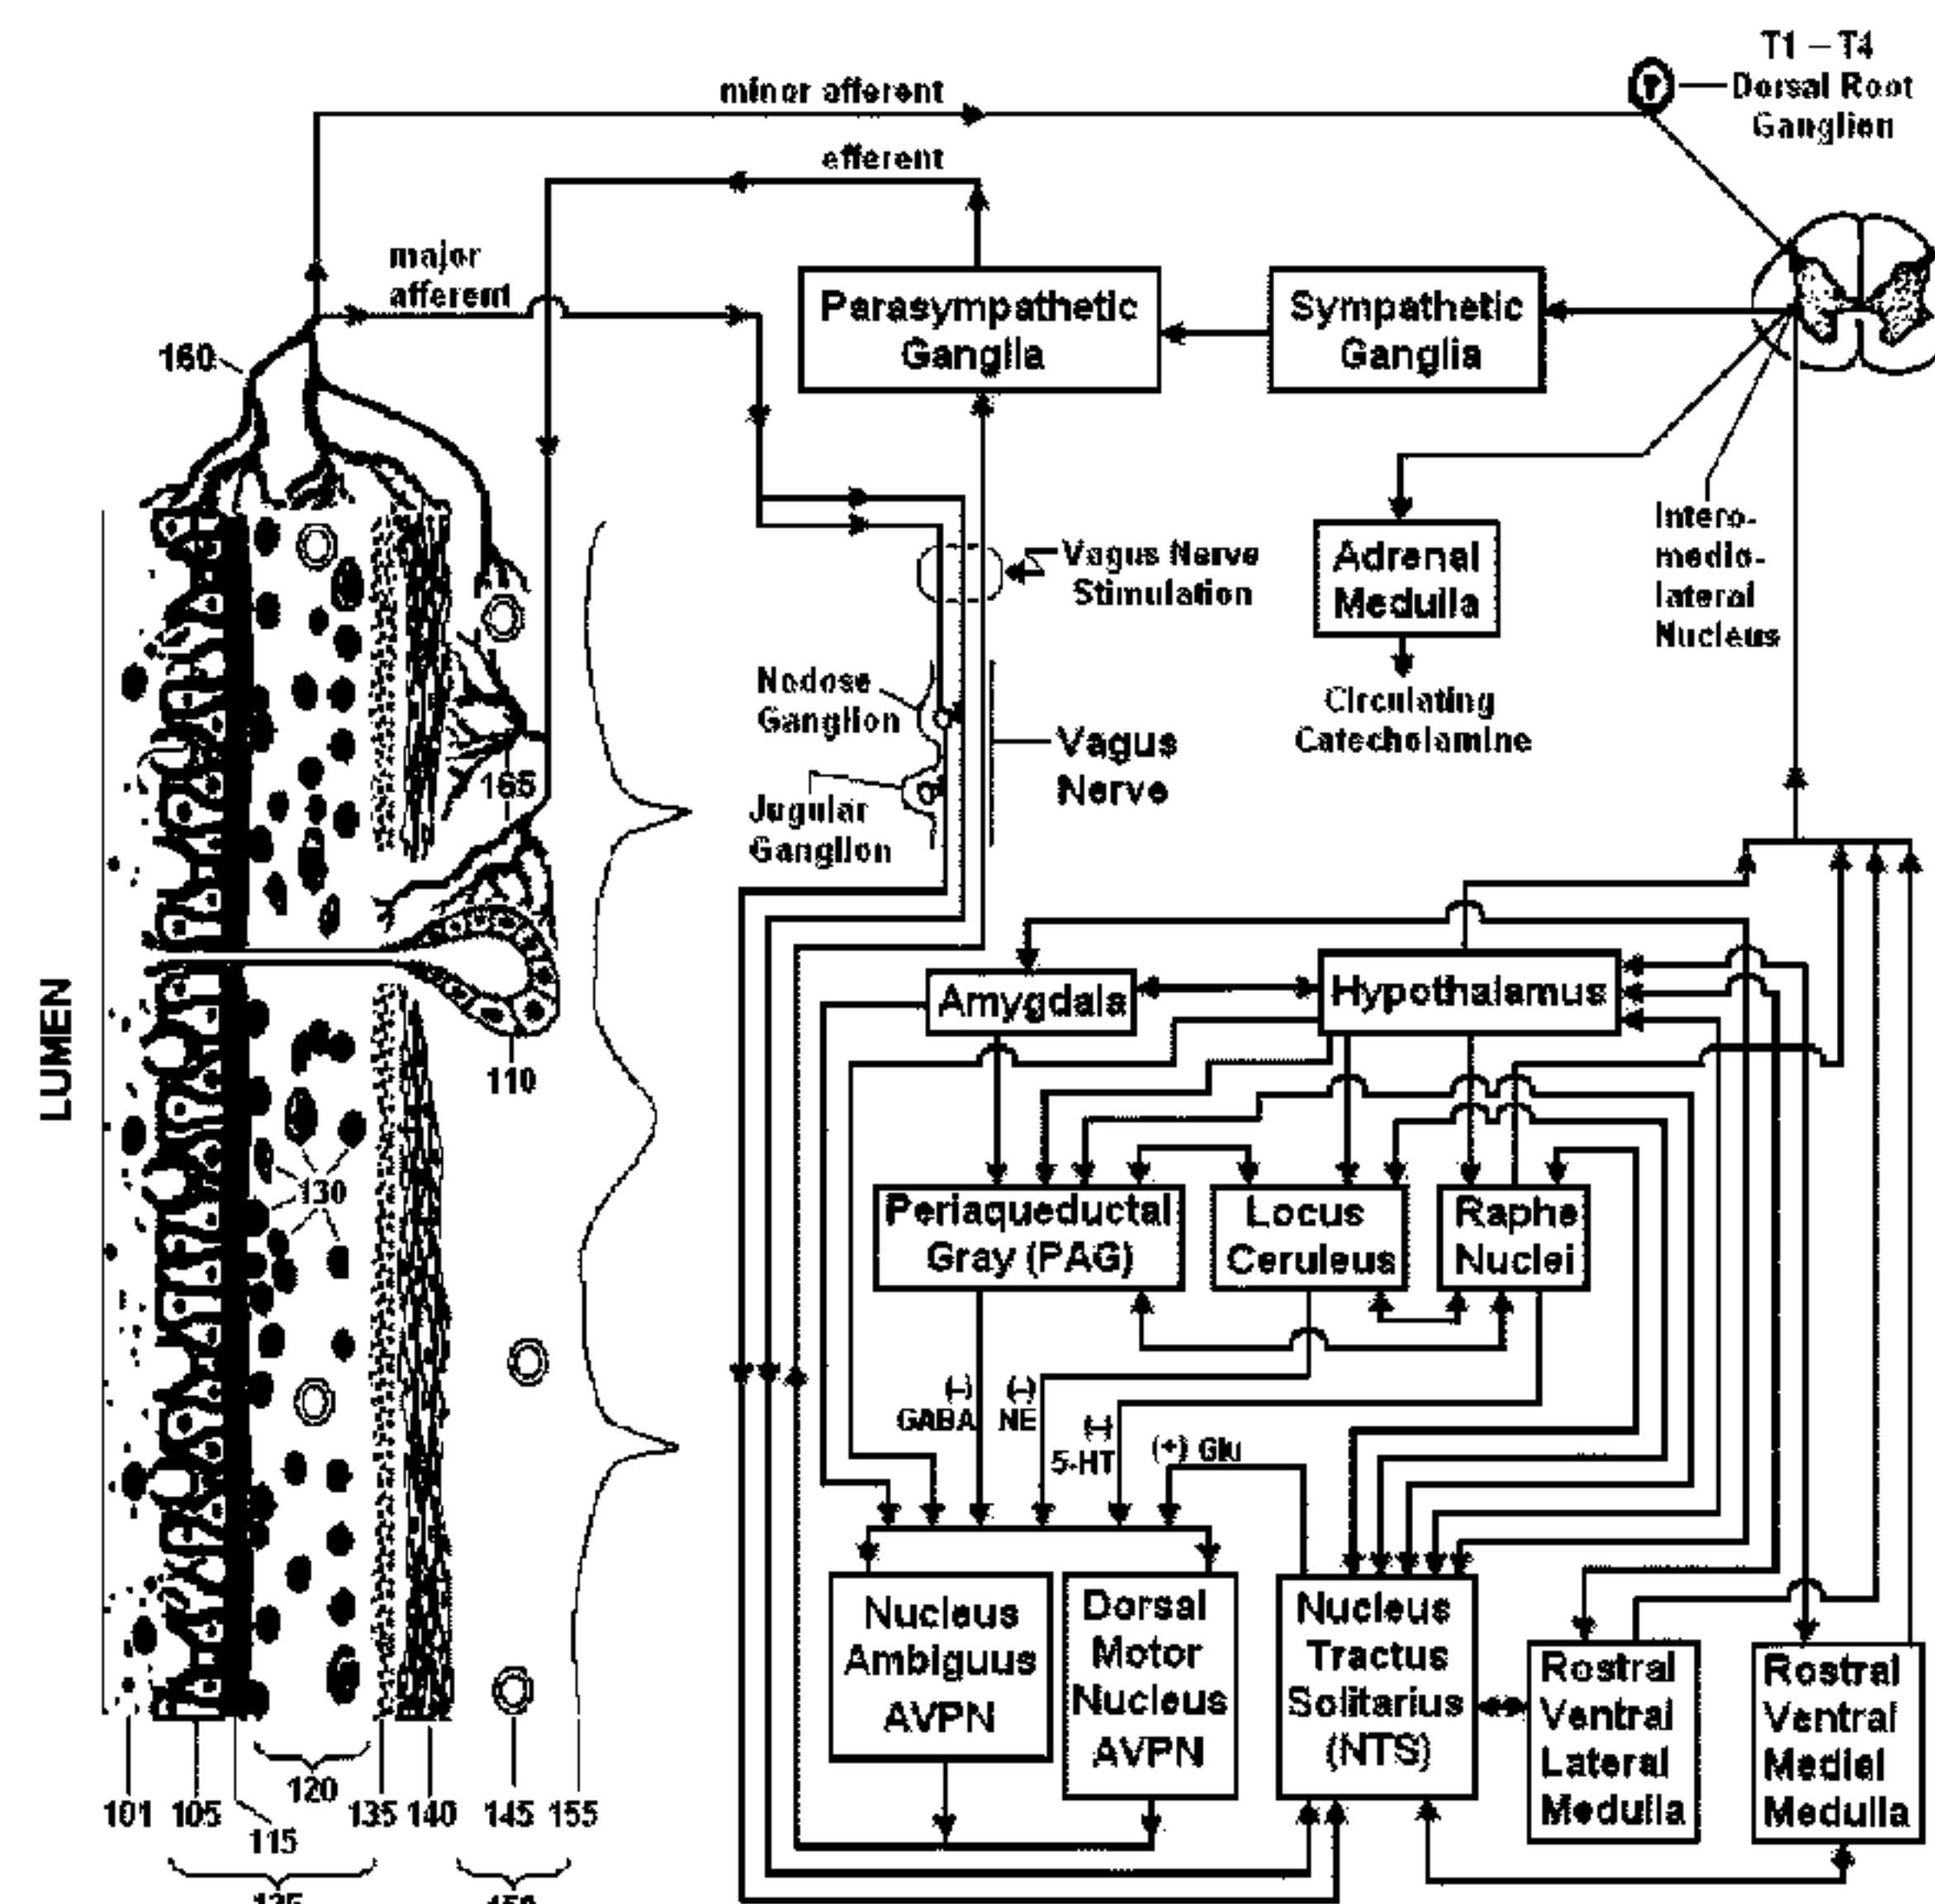 T1 – T4
Dorsal Root
Ganglion
minor afferent
efferent
major
afferent
Parasympathetic
Ganglia
Sympathetic
Ganglia
160
Vagus Nerve
Stimulation
Adrenal
Medulla
Intero-
medio-
lateral
Nucleus
Circulating
Catecholamine
Nodose
Ganglion
Vagus
Nerve
Jugular
Ganglion
165
LUMEN
Amygdala
Hypothalamus
110
130
Periaqueductal
Gray (PAG)
Locus
Ceruleus
Raphe
Nuclei
(–)
GABA
(–)
NE
(–)
5-HT
(+) Glu
Nucleus
Ambiguus
AVPN
Dorsal
Motor
Nucleus
AVPN
Nucleus
Tractus
Solitarius
(NTS)
Rostral
Ventral
Lateral
Medulla
Rostral
Ventral
Medial
Medulla
120
101 105 135 140 145 155
115